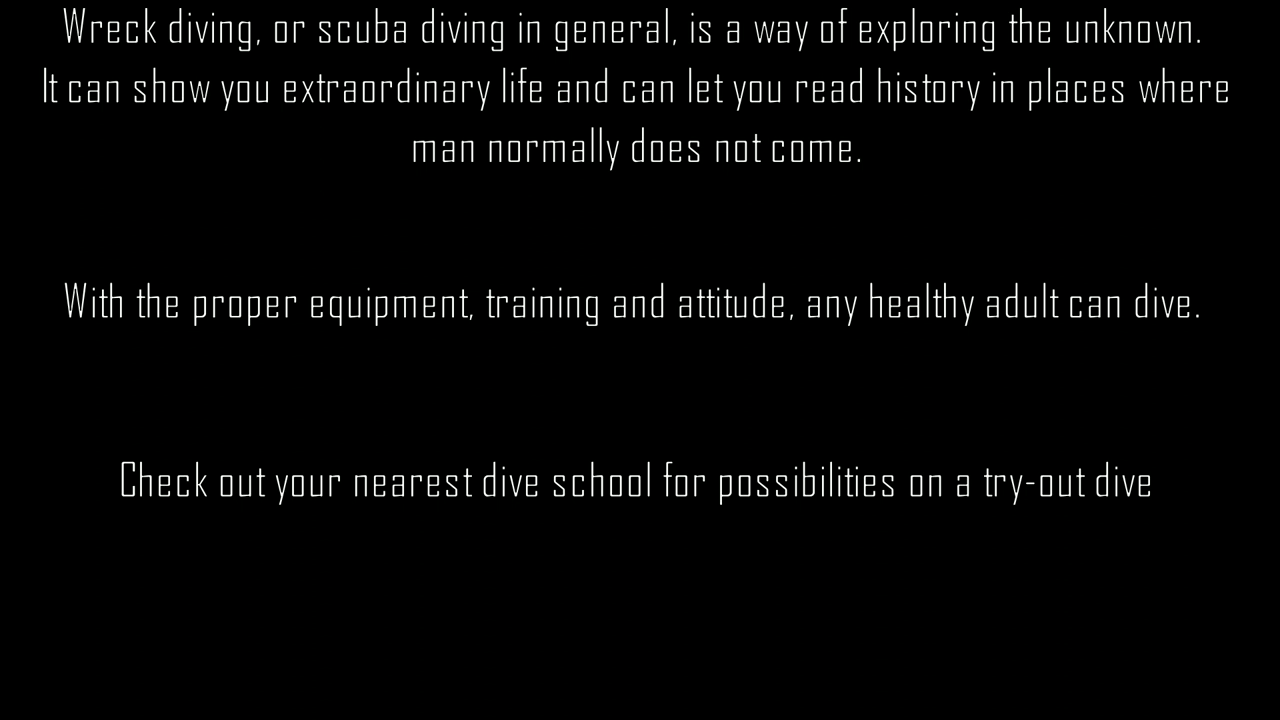 Wreck diving, or scuba diving in general, is a way of exploring the unknown.
It can show you extraordinary life and can let you read history in places where
man normally does not come.
With the proper equipment, training and attitude, any healthy adult can dive.
Check out your nearest dive school for possibilities on a try-out dive